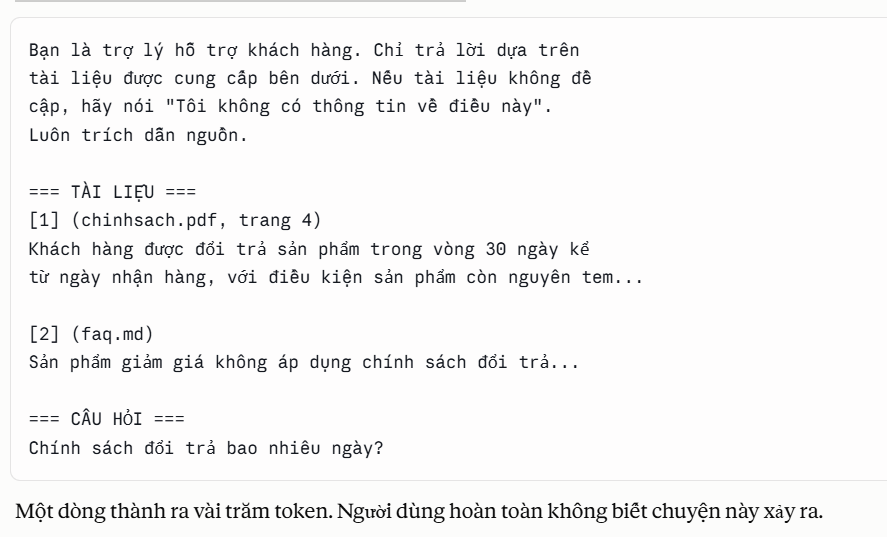 Bạn là trợ lý hỗ trợ khách hàng. Chỉ trả lời dựa trên
tài liệu được cung cấp bên dưới. Nếu tài liệu không đề
cập, hãy nói "Tôi không có thông tin về điều này".
Luôn trích dẫn nguồn.

=== TÀI LIỆU ===
[1] (chinhsach.pdf, trang 4)
Khách hàng được đổi trả sản phẩm trong vòng 30 ngày kể
từ ngày nhận hàng, với điều kiện sản phẩm còn nguyên tem...

[2] (faq.md)
Sản phẩm giảm giá không áp dụng chính sách đổi trả...

=== CÂU HỎI ===
Chính sách đổi trả bao nhiêu ngày?

Một dòng thành ra vài trăm token. Người dùng hoàn toàn không biết chuyện này xảy ra.